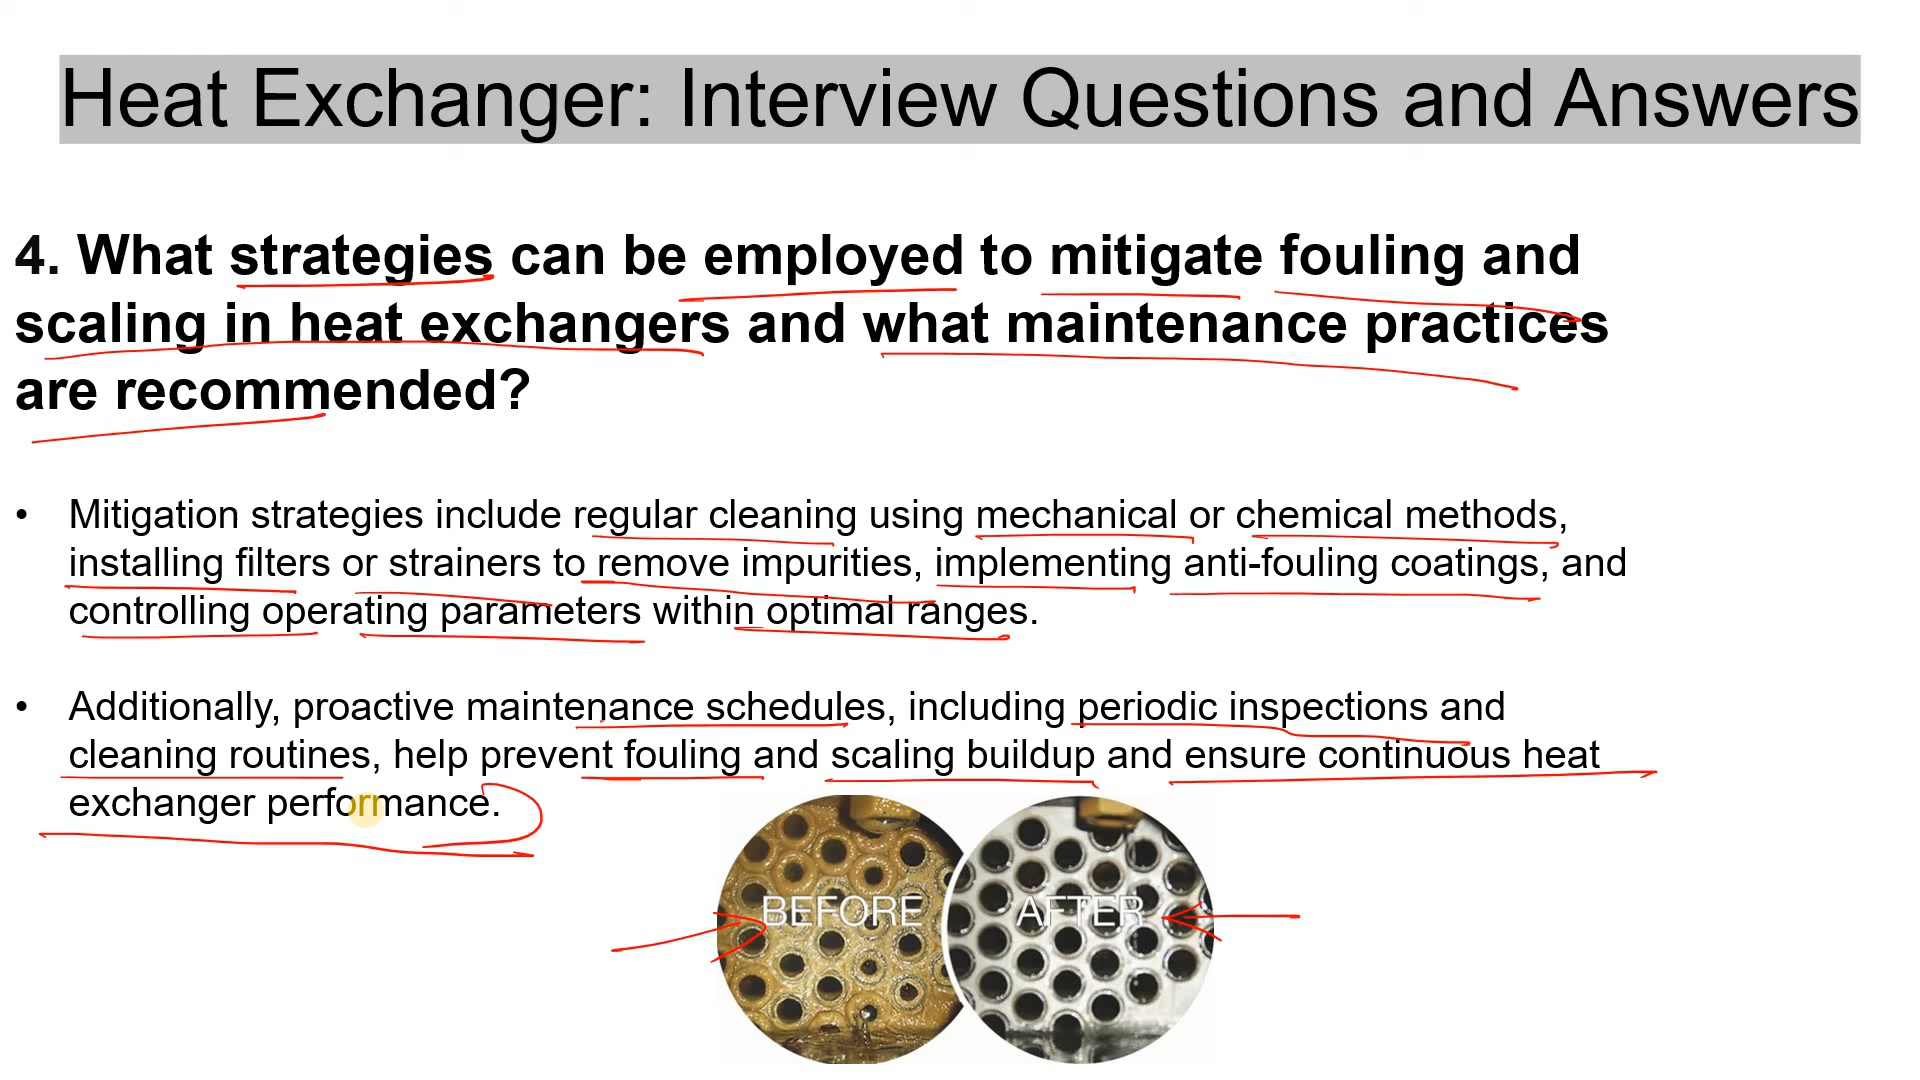 Heat Exchanger: Interview Questions and Answers
4. What strategies can be employed to mitigate fouling and
scaling in heat exchangers and what maintenance practices
are recommended?
• Mitigation strategies include regular cleaning using mechanical or chemical methods,
installing filters or strainers to remove impurities, implementing anti-fouling coatings, and
controlling operating parameters within optimal ranges.
• Additionally, proactive maintenance schedules, including periodic inspections and
cleaning routines, help prevent fouling and scaling buildup and ensure continuous heat
exchanger performance.
BEFORE
AFTER